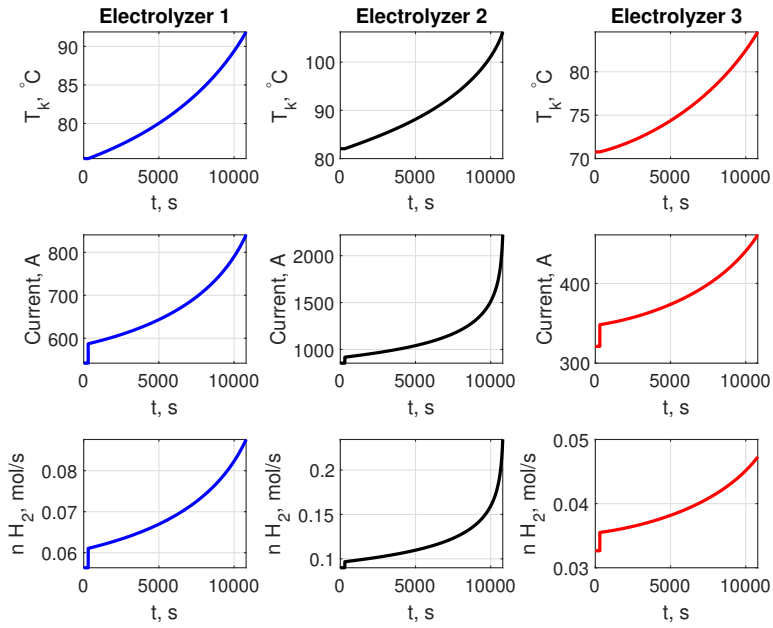 Electrolyzer 1
Electrolyzer 2
Electrolyzer 3
T_k, °C
90
85
80
0
5000
10000
t, s
T_k, °C
100
90
80
0
5000
10000
t, s
T_k, °C
80
75
70
0
5000
10000
t, s
Current, A
800
700
600
0
5000
10000
t, s
Current, A
2000
1500
1000
0
5000
10000
t, s
Current, A
400
300
0
5000
10000
t, s
n H_2, mol/s
0.08
0.07
0.06
0
5000
10000
t, s
n H_2, mol/s
0.2
0.15
0.1
0
5000
10000
t, s
n H_2, mol/s
0.05
0.04
0.03
0
5000
10000
t, s